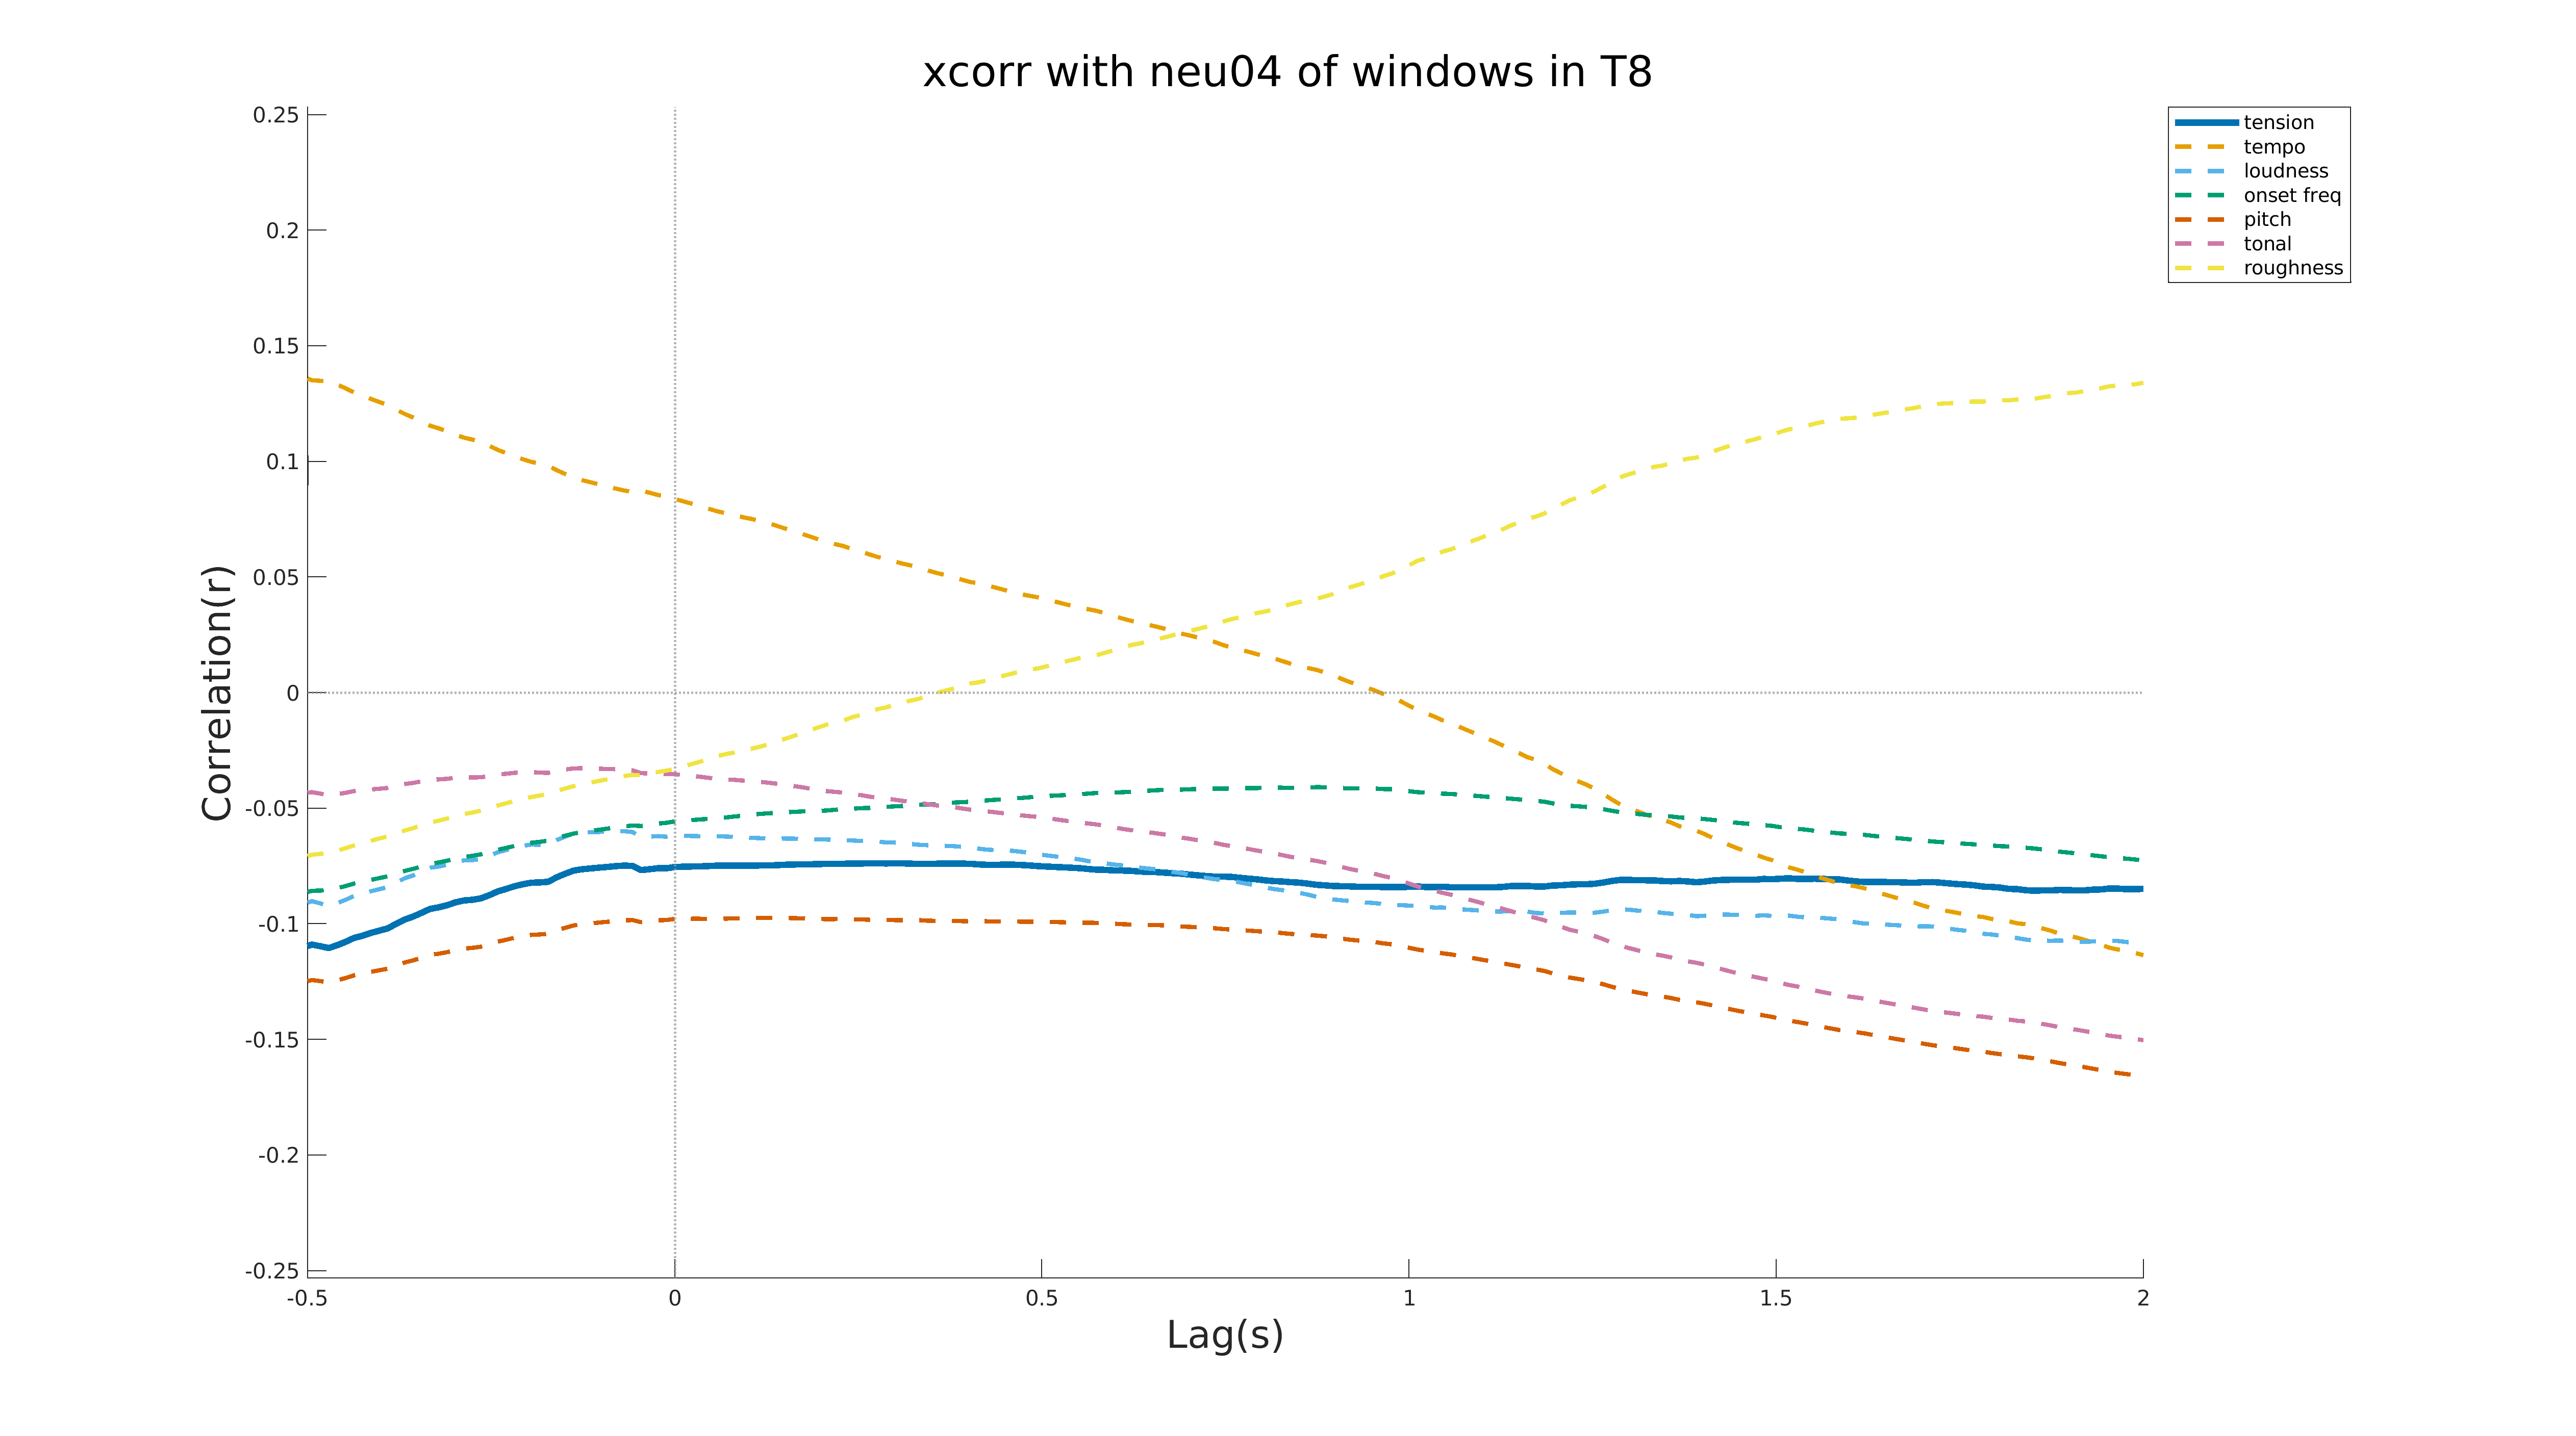 xcorr with neu04 of windows in T8
tension
tempo
loudness
onset freq
pitch
tonal
roughness
Correlation(r)
0.25
0.2
0.15
0.1
0.05
0
-0.05
-0.1
-0.15
-0.2
-0.25
-0.5
0
0.5
1
1.5
2
Lag(s)